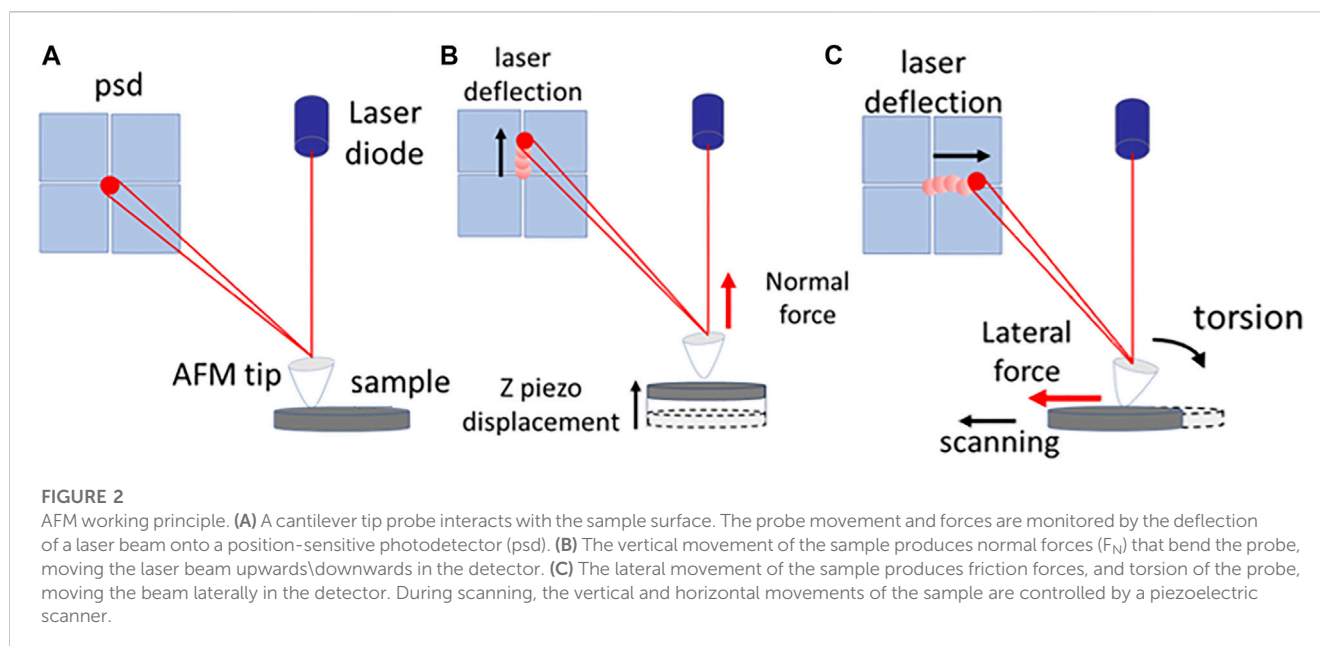 A
psd
Laser
diode
AFM tip
sample
B
laser
deflection
Normal
force
Z piezo
displacement
C
laser
deflection
torsion
Lateral
force
scanning
FIGURE 2
AFM working principle. (A) A cantilever tip probe interacts with the sample surface. The probe movement and forces are monitored by the deflection
of a laser beam onto a position-sensitive photodetector (psd). (B) The vertical movement of the sample produces normal forces (FN) that bend the probe,
moving the laser beam upwards\downwards in the detector. (C) The lateral movement of the sample produces friction forces, and torsion of the probe,
moving the beam laterally in the detector. During scanning, the vertical and horizontal movements of the sample are controlled by a piezoelectric
scanner.